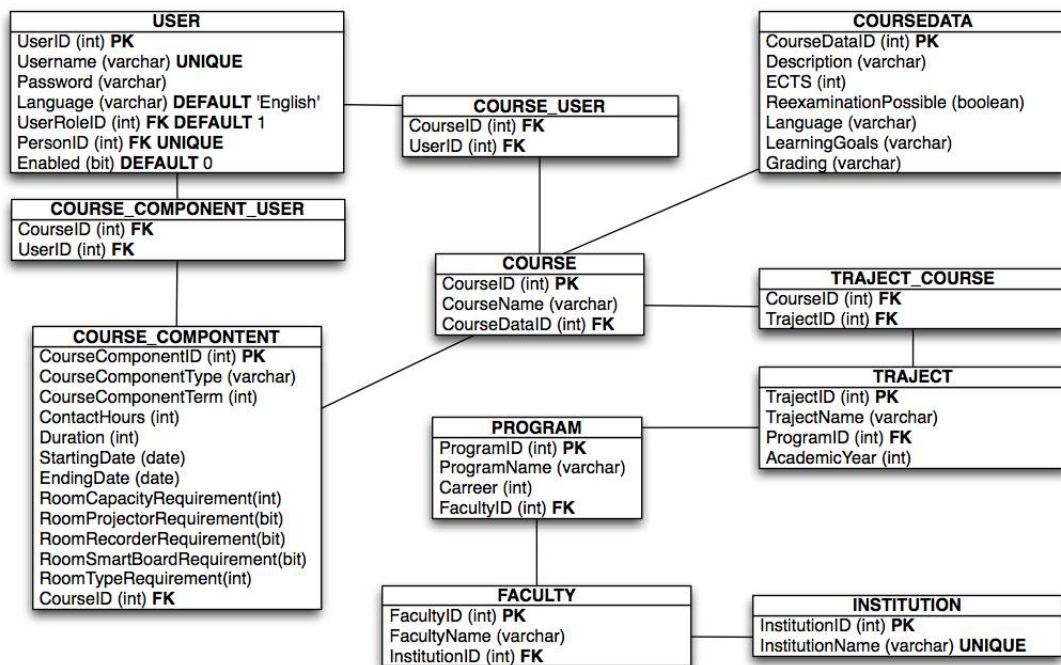 USER
UserID (int) PK
Username (varchar) UNIQUE
Password (varchar)
Language (varchar) DEFAULT 'English'
UserRoleID (int) FK DEFAULT 1
PersonID (int) FK UNIQUE
Enabled (bit) DEFAULT 0
COURSE_USER
CourseID (int) FK
UserID (int) FK
COURSEDATA
CourseDataID (int) PK
Description (varchar)
ECTS (int)
ReexaminationPossible (boolean)
Language (varchar)
LearningGoals (varchar)
Grading (varchar)
COURSE_COMPONENT_USER
CourseID (int) FK
UserID (int) FK
COURSE
CourseID (int) PK
CourseName (varchar)
CourseDataID (int) FK
TRAJECT_COURSE
CourseID (int) FK
TrajectID (int) FK
COURSE_COMPONTENT
CourseComponentID (int) PK
CourseComponentType (varchar)
CourseComponentTerm (int)
ContactHours (int)
Duration (int)
StartingDate (date)
EndingDate (date)
RoomCapacityRequirement(int)
RoomProjectorRequirement(bit)
RoomRecorderRequirement(bit)
RoomSmartBoardRequirement(bit)
RoomTypeRequirement(int)
CourseID (int) FK
TRAJECT
TrajectID (int) PK
TrajectName (varchar)
ProgramID (int) FK
AcademicYear (int)
PROGRAM
ProgramID (int) PK
ProgramName (varchar)
Carreer (int)
FacultyID (int) FK
FACULTY
FacultyID (int) PK
FacultyName (varchar)
InstitutionID (int) FK
INSTITUTION
InstitutionID (int) PK
InstitutionName (varchar) UNIQUE